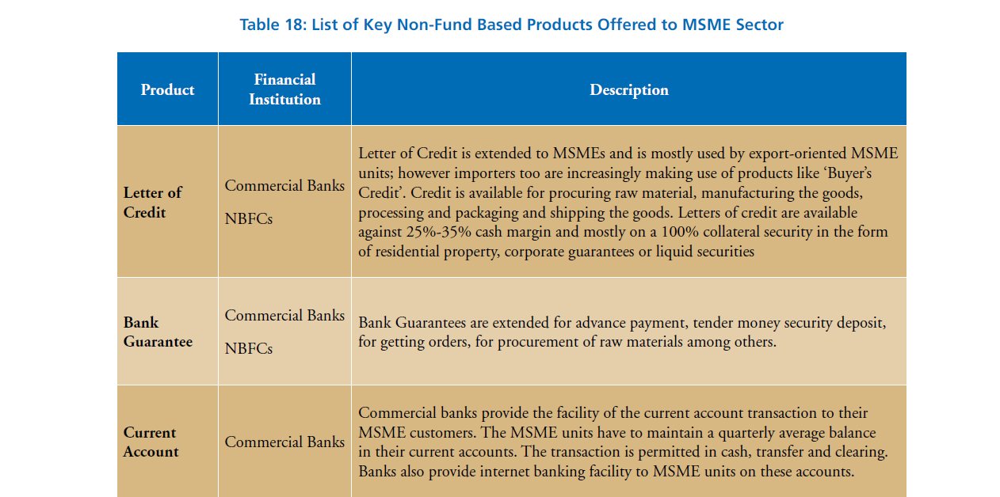 Table 18: List of Key Non-Fund Based Products Offered to MSME Sector
Product
Financial
Institution
Description
Letter of
Credit
Commercial Banks
NBFCs
Letter of Credit is extended to MSMEs and is mostly used by export-oriented MSME
units; however importers too are increasingly making use of products like ‘Buyer’s
Credit’. Credit is available for procuring raw material, manufacturing the goods,
processing and packaging and shipping the goods. Letters of credit are available
against 25%-35% cash margin and mostly on a 100% collateral security in the form
of residential property, corporate guarantees or liquid securities
Bank
Guarantee
Commercial Banks
NBFCs
Bank Guarantees are extended for advance payment, tender money security deposit,
for getting orders, for procurement of raw materials among others.
Current
Account
Commercial Banks
Commercial banks provide the facility of the current account transaction to their
MSME customers. The MSME units have to maintain a quarterly average balance
in their current accounts. The transaction is permitted in cash, transfer and clearing.
Banks also provide internet banking facility to MSME units on these accounts.